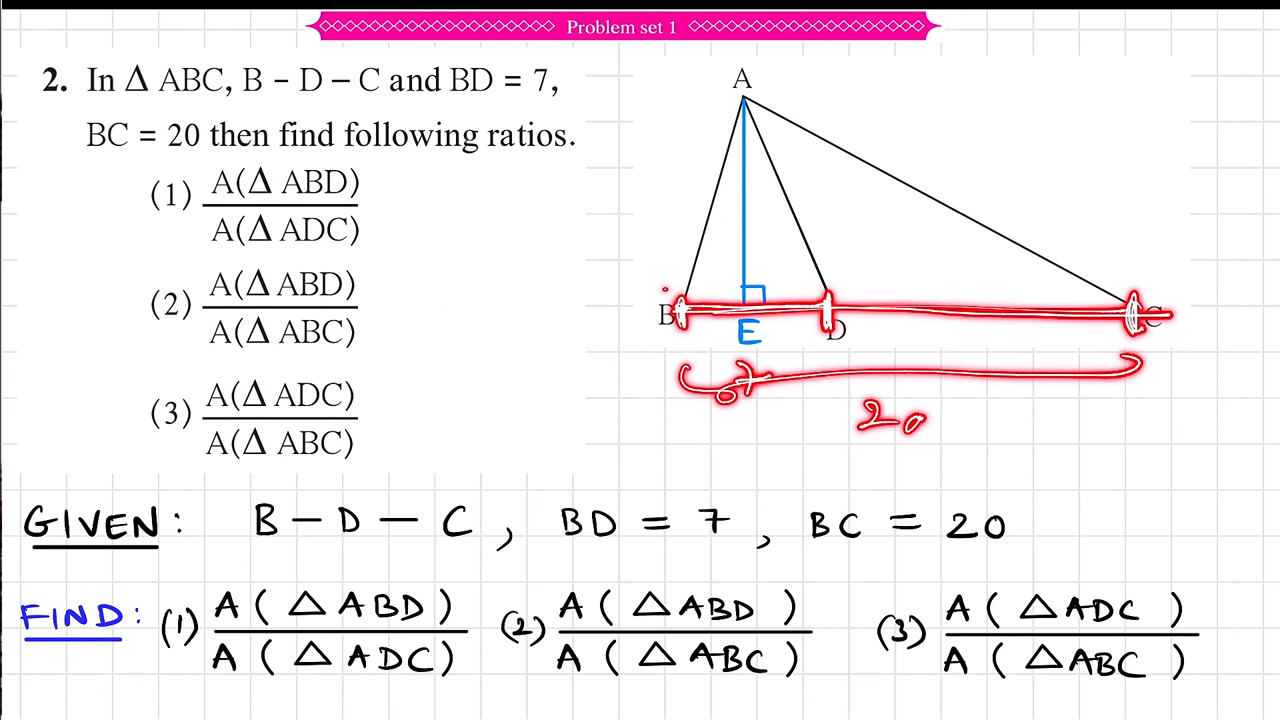 Problem set 1
2. In Δ ABC, B – D – C and BD = 7,
BC = 20 then find following ratios.
(1) A(Δ ABD)
A(Δ ADC)
(2) A(Δ ABD)
A(Δ ABC)
(3) A(Δ ADC)
A(Δ ABC)
A
B
E
D
C
7
20
GIVEN: B – D – C , BD = 7 , BC = 20
FIND: (1) A ( △ ABD ) (2) A ( △ ABD ) (3) A ( △ ADC )
A ( △ ADC ) A ( △ ABC ) A ( △ ABC )